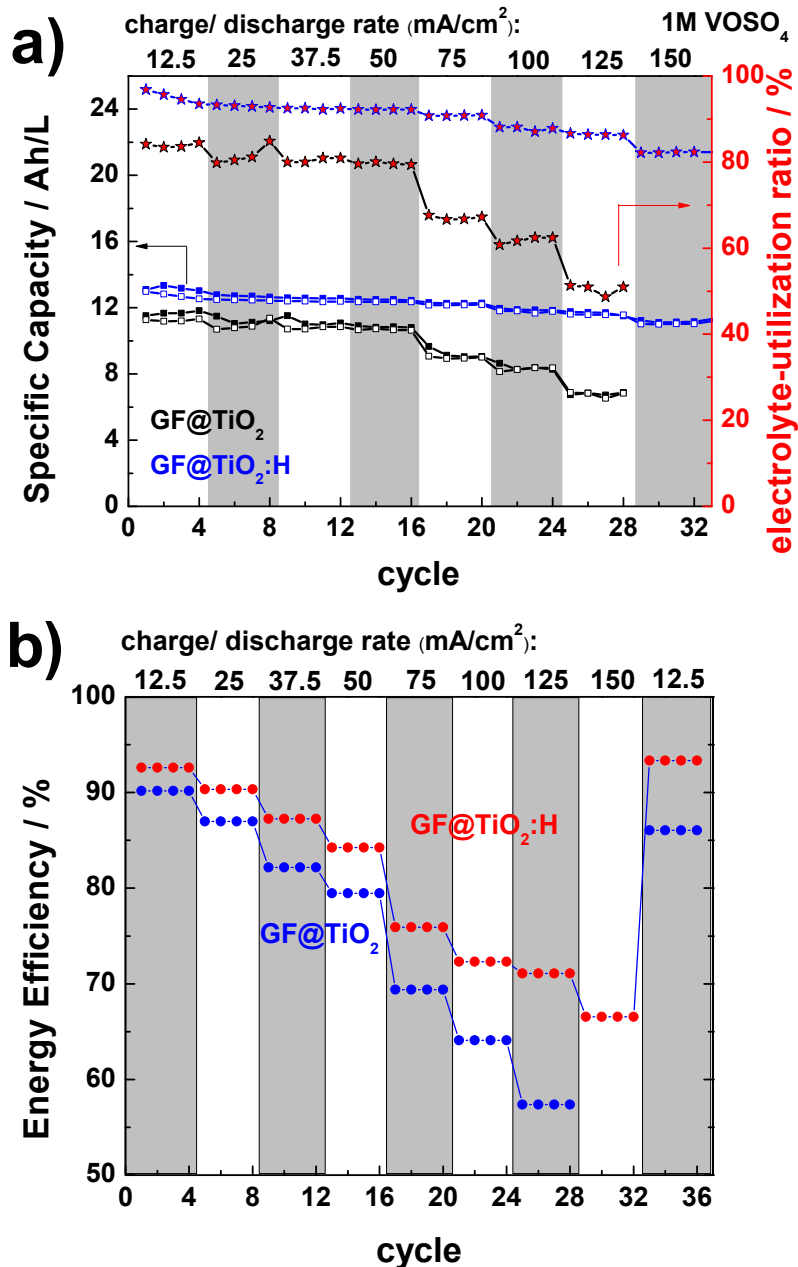 a)
charge/ discharge rate (mA/cm²): 1M VOSO₄
12.5 25 37.5 50 75 100 125 150
Specific Capacity / Ah/L
24
20
16
12
8
4
0
100
80
60
40
20
0
electrolyte-utilization ratio / %
GF@TiO₂
GF@TiO₂:H
0 4 8 12 16 20 24 28 32
cycle
b)
charge/ discharge rate (mA/cm²):
12.5 25 37.5 50 75 100 125 150 12.5
Energy Efficiency / %
100
90
80
70
60
50
GF@TiO₂:H
GF@TiO₂
0 4 8 12 16 20 24 28 32 36
cycle